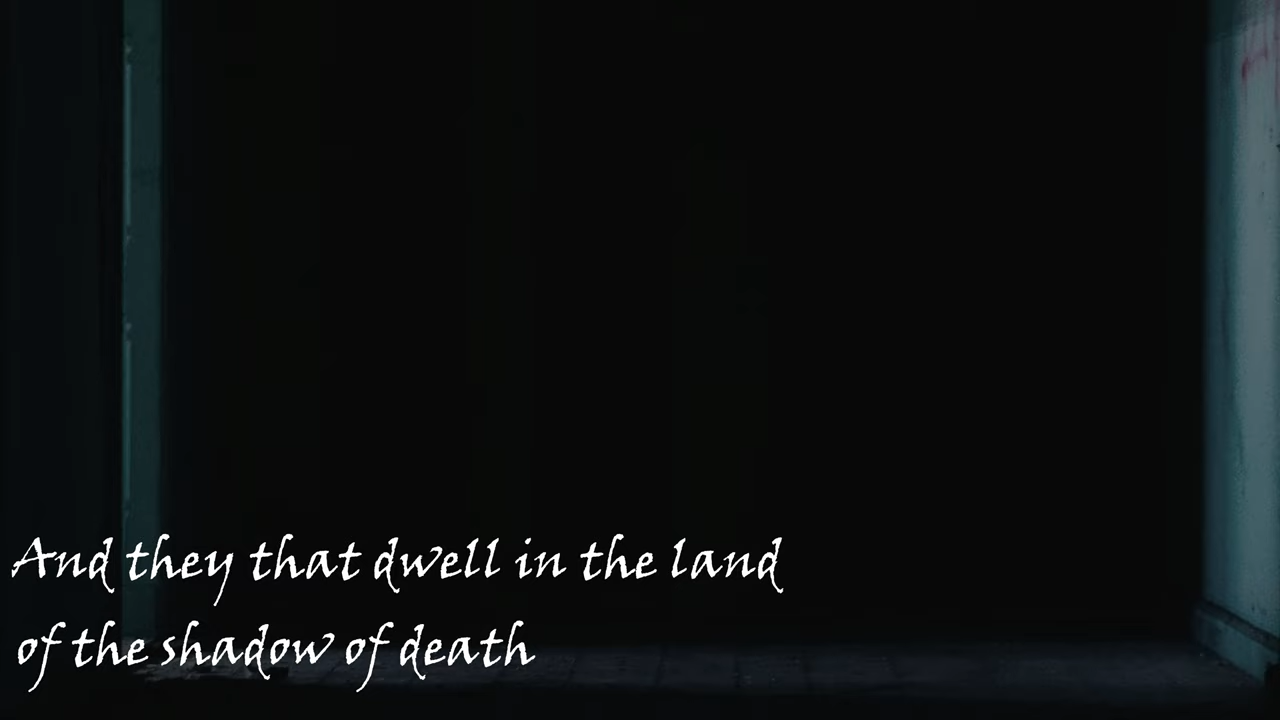 And they that dwell in the land
of the shadow of death